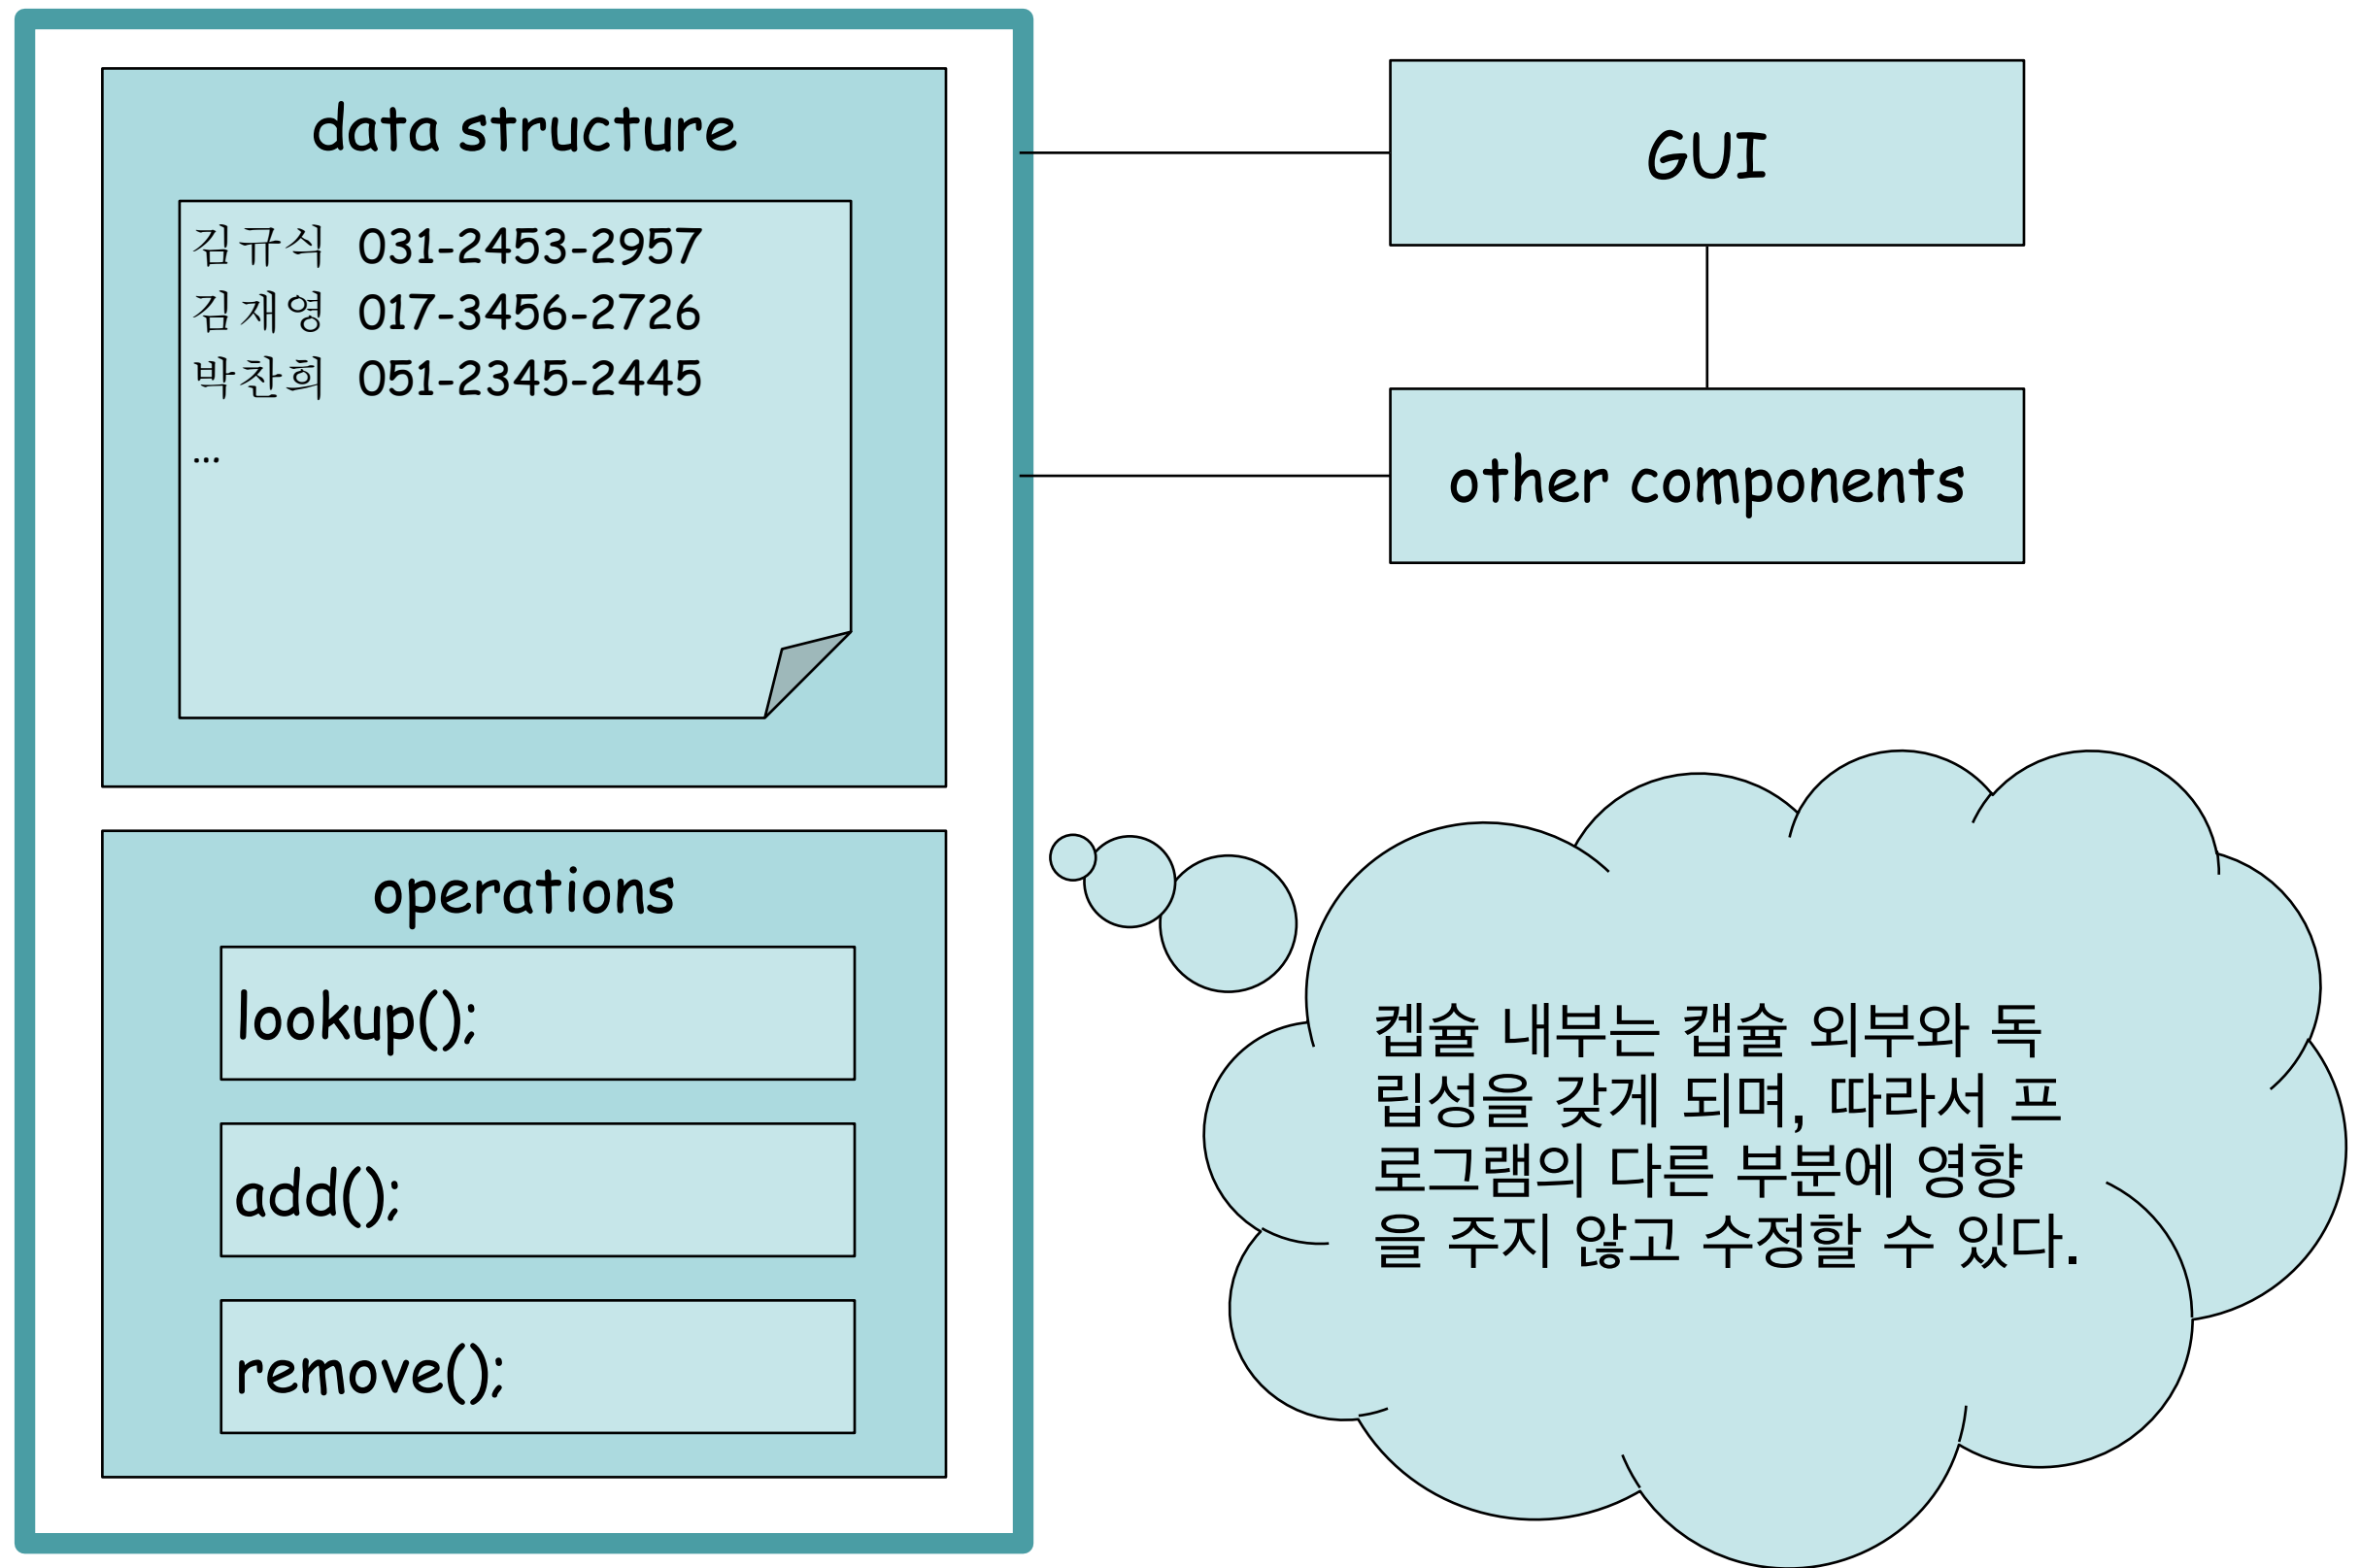 data structure
김규식 031-2453-2957
김재영 017-3456-2726
박찬희 051-2345-2445
...
operations
lookup();
add();
remove();
GUI
other components
켑슐 내부는 캡슐 외부와 독
립성을 갖게 되며, 따라서 프
로그램의 다른 부분에 영향
을 주지 않고 수정할 수 있다.